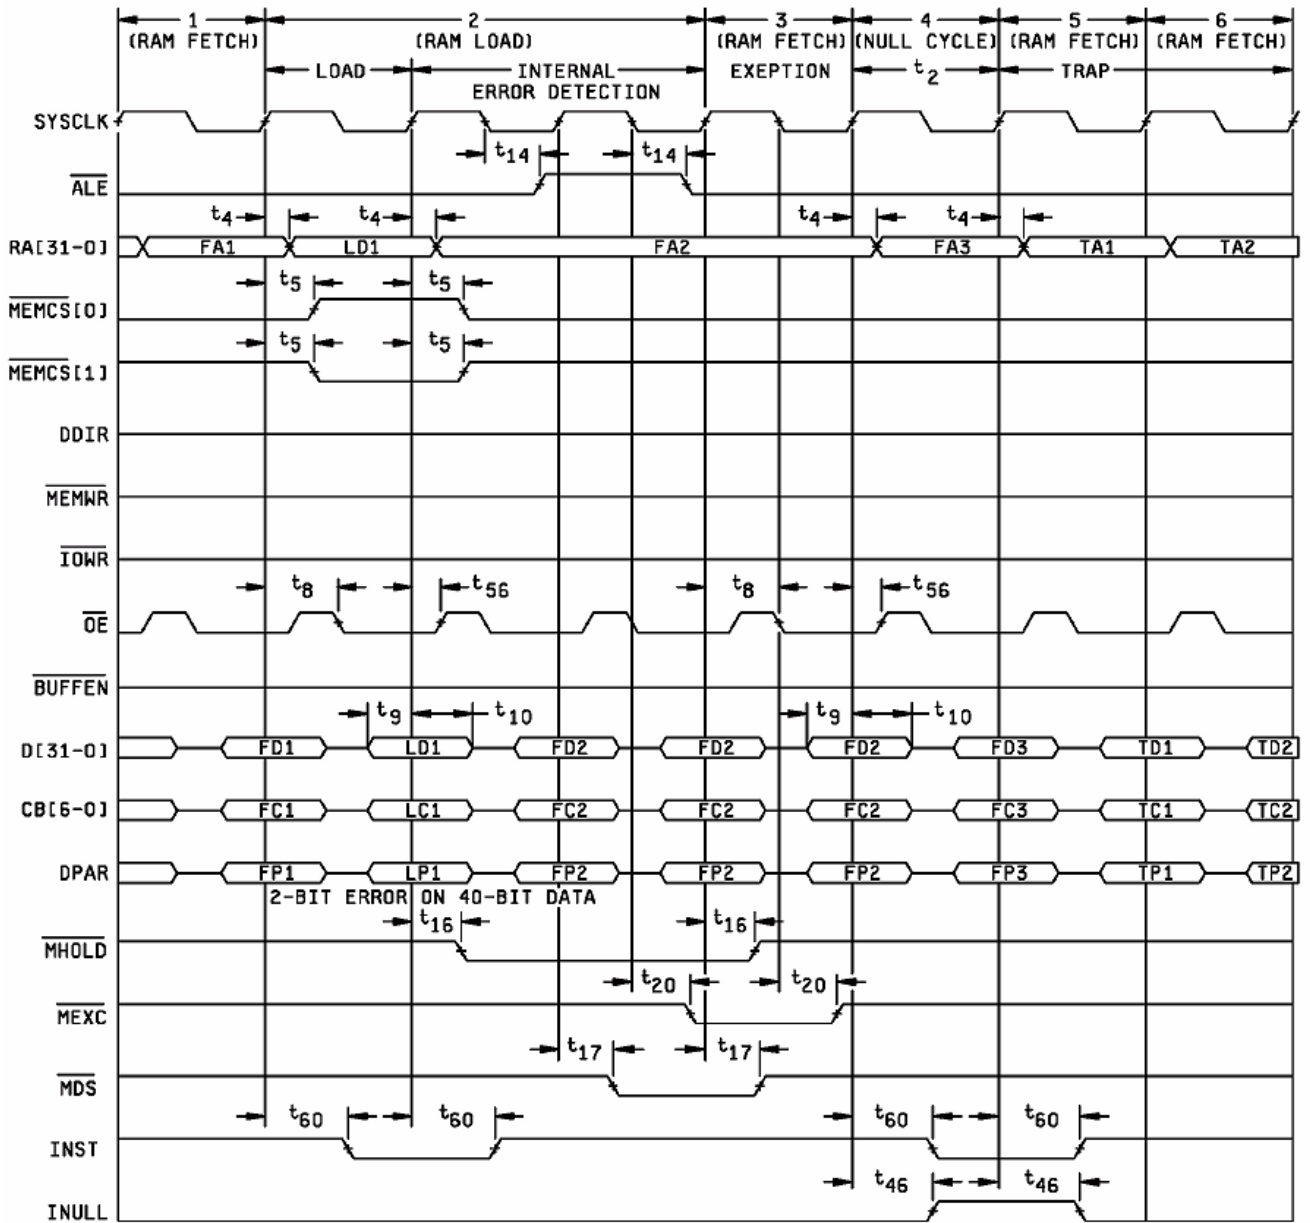 1 2 3 4 5 6
(RAM FETCH) (RAM LOAD) (RAM FETCH) (NULL CYCLE) (RAM FETCH) (RAM FETCH)
LOAD INTERNAL EXEPTION t2 TRAP
ERROR DETECTION
SYSCLK
t14 t14
ALE
t4 t4 t4 t4
RA[31-0] FA1 LD1 FA2 FA3 TA1 TA2
t5 t5
MEMCS[0]
t5 t5
MEMCS[1]
DDIR
MEMWR
IOWR
t8 t56 t8 t56
OE
BUFFEN
t9 t10 t9 t10
D[31-0] FD1 LD1 FD2 FD2 FD2 FD3 TD1 TD2
CB[6-0] FC1 LC1 FC2 FC2 FC2 FC3 TC1 TC2
DPAR FP1 LP1 FP2 FP2 FP2 FP3 TP1 TP2
2-BIT ERROR ON 40-BIT DATA
t16 t16
MHOLD
t20 t20
MEXC
t17 t17
MDS
t60 t60 t60 t60
INST
t46 t46
INULL